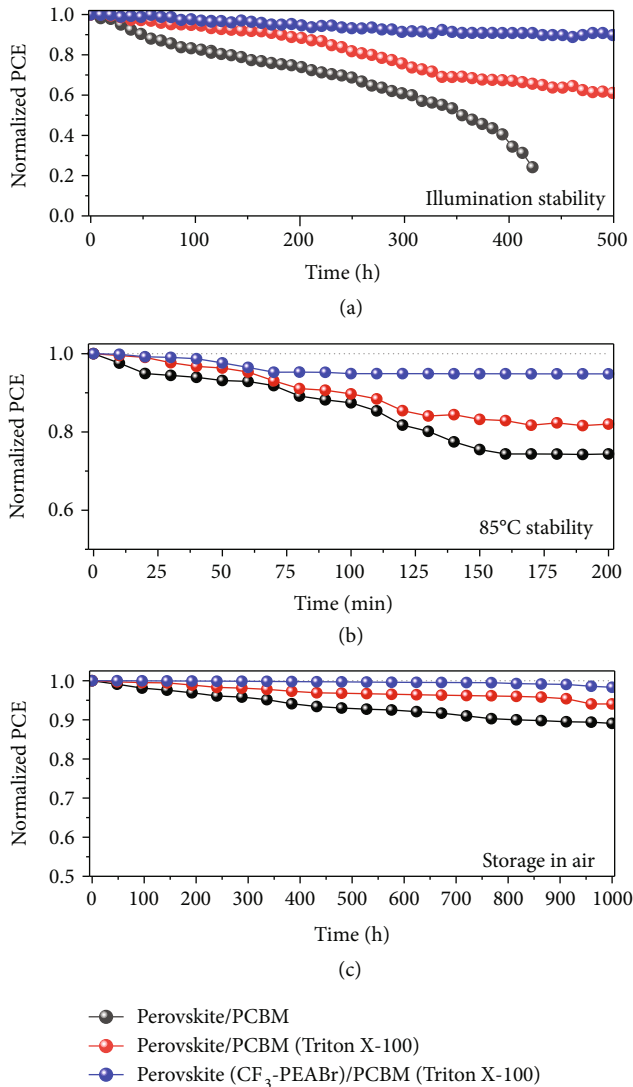 1.0
0.8
0.6
0.4
0.2
0.0
Normalized PCE
Illumination stability
0 100 200 300 400 500
Time (h)
(a)
1.0
0.8
0.6
Normalized PCE
85°C stability
0 25 50 75 100 125 150 175 200
Time (min)
(b)
1.0
0.9
0.8
0.7
0.6
0.5
Normalized PCE
Storage in air
0 100 200 300 400 500 600 700 800 900 1000
Time (h)
(c)
Perovskite/PCBM
Perovskite/PCBM (Triton X-100)
Perovskite (CF₃-PEABr)/PCBM (Triton X-100)